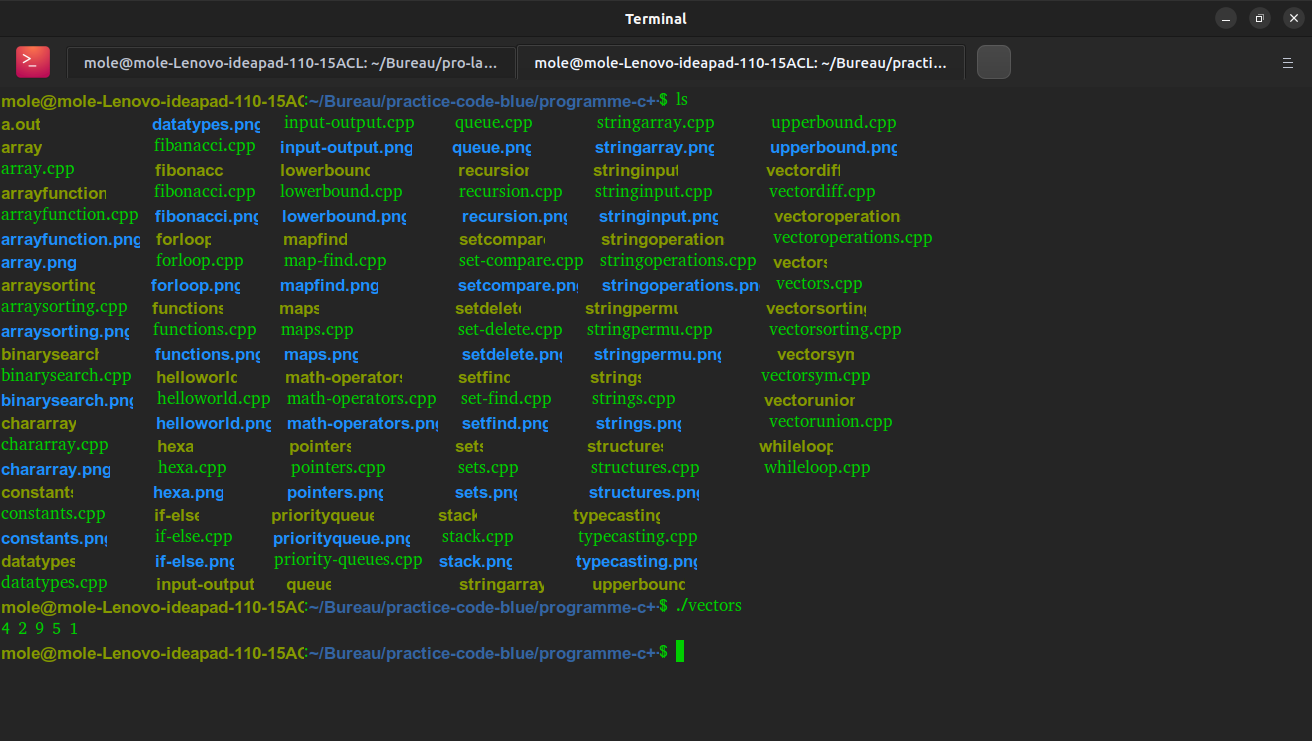 Terminal
mole@mole-Lenovo-ideapad-110-15ACL: ~/Bureau/pro-la... mole@mole-Lenovo-ideapad-110-15ACL: ~/Bureau/practi...
mole@mole-Lenovo-ideapad-110-15AC:~/Bureau/practice-code-blue/programme-c+$ ls
a.out datatypes.png input-output.cpp queue.cpp stringarray.cpp upperbound.cpp
array fibanacci.cpp input-output.png queue.png stringarray.png upperbound.png
array.cpp fibonacc lowerbound recursion stringinput vectordiff
arrayfunction fibonacci.cpp lowerbound.cpp recursion.cpp stringinput.cpp vectordiff.cpp
arrayfunction.cpp fibonacci.png lowerbound.png recursion.png stringinput.png vectoroperation
arrayfunction.png forloop mapfind setcompare stringoperation vectoroperations.cpp
array.png forloop.cpp map-find.cpp set-compare.cpp stringoperations.cpp vectors
arraysorting forloop.png mapfind.png setcompare.png stringoperations.pn vectors.cpp
arraysorting.cpp functions maps setdelete stringpermu vectorsorting
arraysorting.png functions.cpp maps.cpp set-delete.cpp stringpermu.cpp vectorsorting.cpp
binarysearch functions.png maps.png setdelete.png stringpermu.png vectorsyn
binarysearch.cpp helloworld math-operators setfind strings vectorsym.cpp
binarysearch.png helloworld.cpp math-operators.cpp set-find.cpp strings.cpp vectorunion
chararray helloworld.png math-operators.png setfind.png strings.png vectorunion.cpp
chararray.cpp hexa pointers sets structures whileloop
chararray.png hexa.cpp pointers.cpp sets.cpp structures.cpp whileloop.cpp
constants hexa.png pointers.png sets.png structures.png
constants.cpp if-else priorityqueue stack typecasting
constants.png if-else.cpp priorityqueue.png stack.cpp typecasting.cpp
datatypes if-else.png priority-queues.cpp stack.png typecasting.png
datatypes.cpp input-output queue stringarray upperbound
mole@mole-Lenovo-ideapad-110-15AC:~/Bureau/practice-code-blue/programme-c+$ ./vectors
4 2 9 5 1
mole@mole-Lenovo-ideapad-110-15AC:~/Bureau/practice-code-blue/programme-c+$